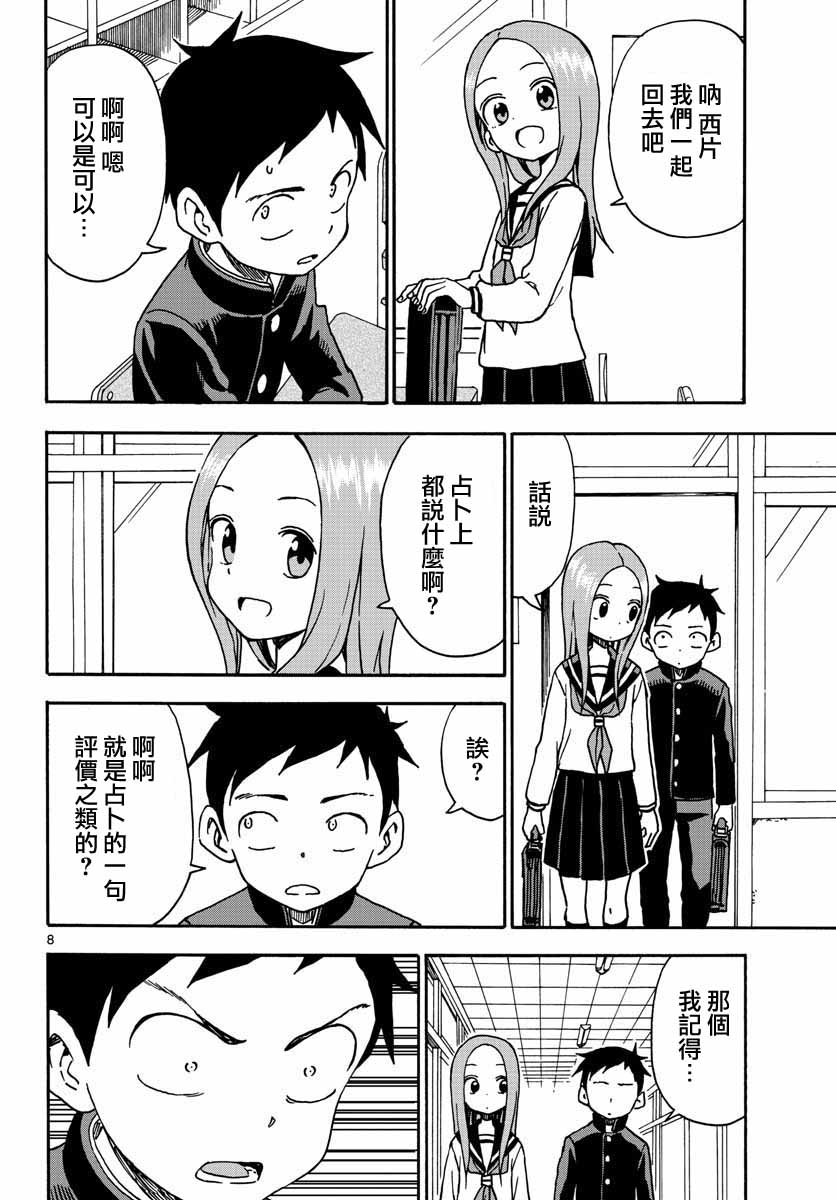 吶 西片
我們一起
回去吧
啊啊 嗯
可以是可以…
話説
占卜上
都説什麼啊？
誒？
啊啊
就是占卜的一句
評價之類的？
8
那個
我記得…